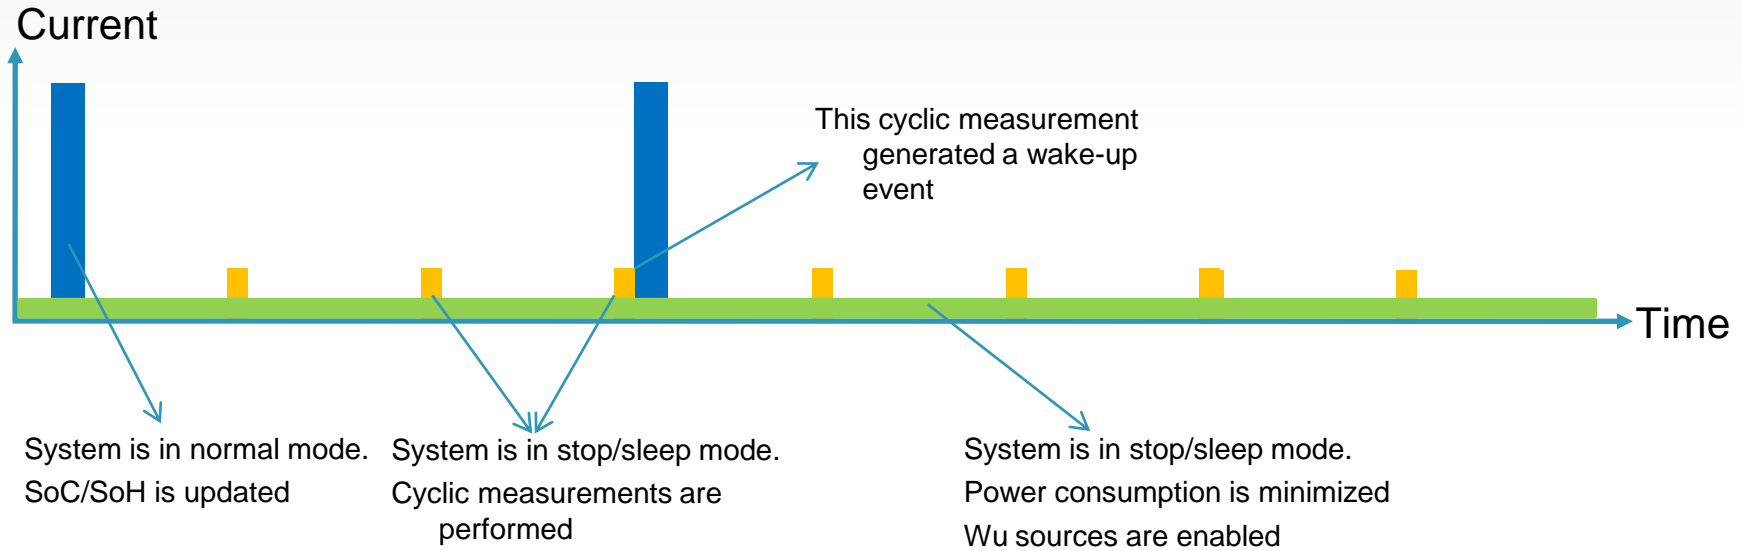 Current
This cyclic measurement
generated a wake-up
event
Time
System is in normal mode.
SoC/SoH is updated
System is in stop/sleep mode.
Cyclic measurements are
performed
System is in stop/sleep mode.
Power consumption is minimized
Wu sources are enabled